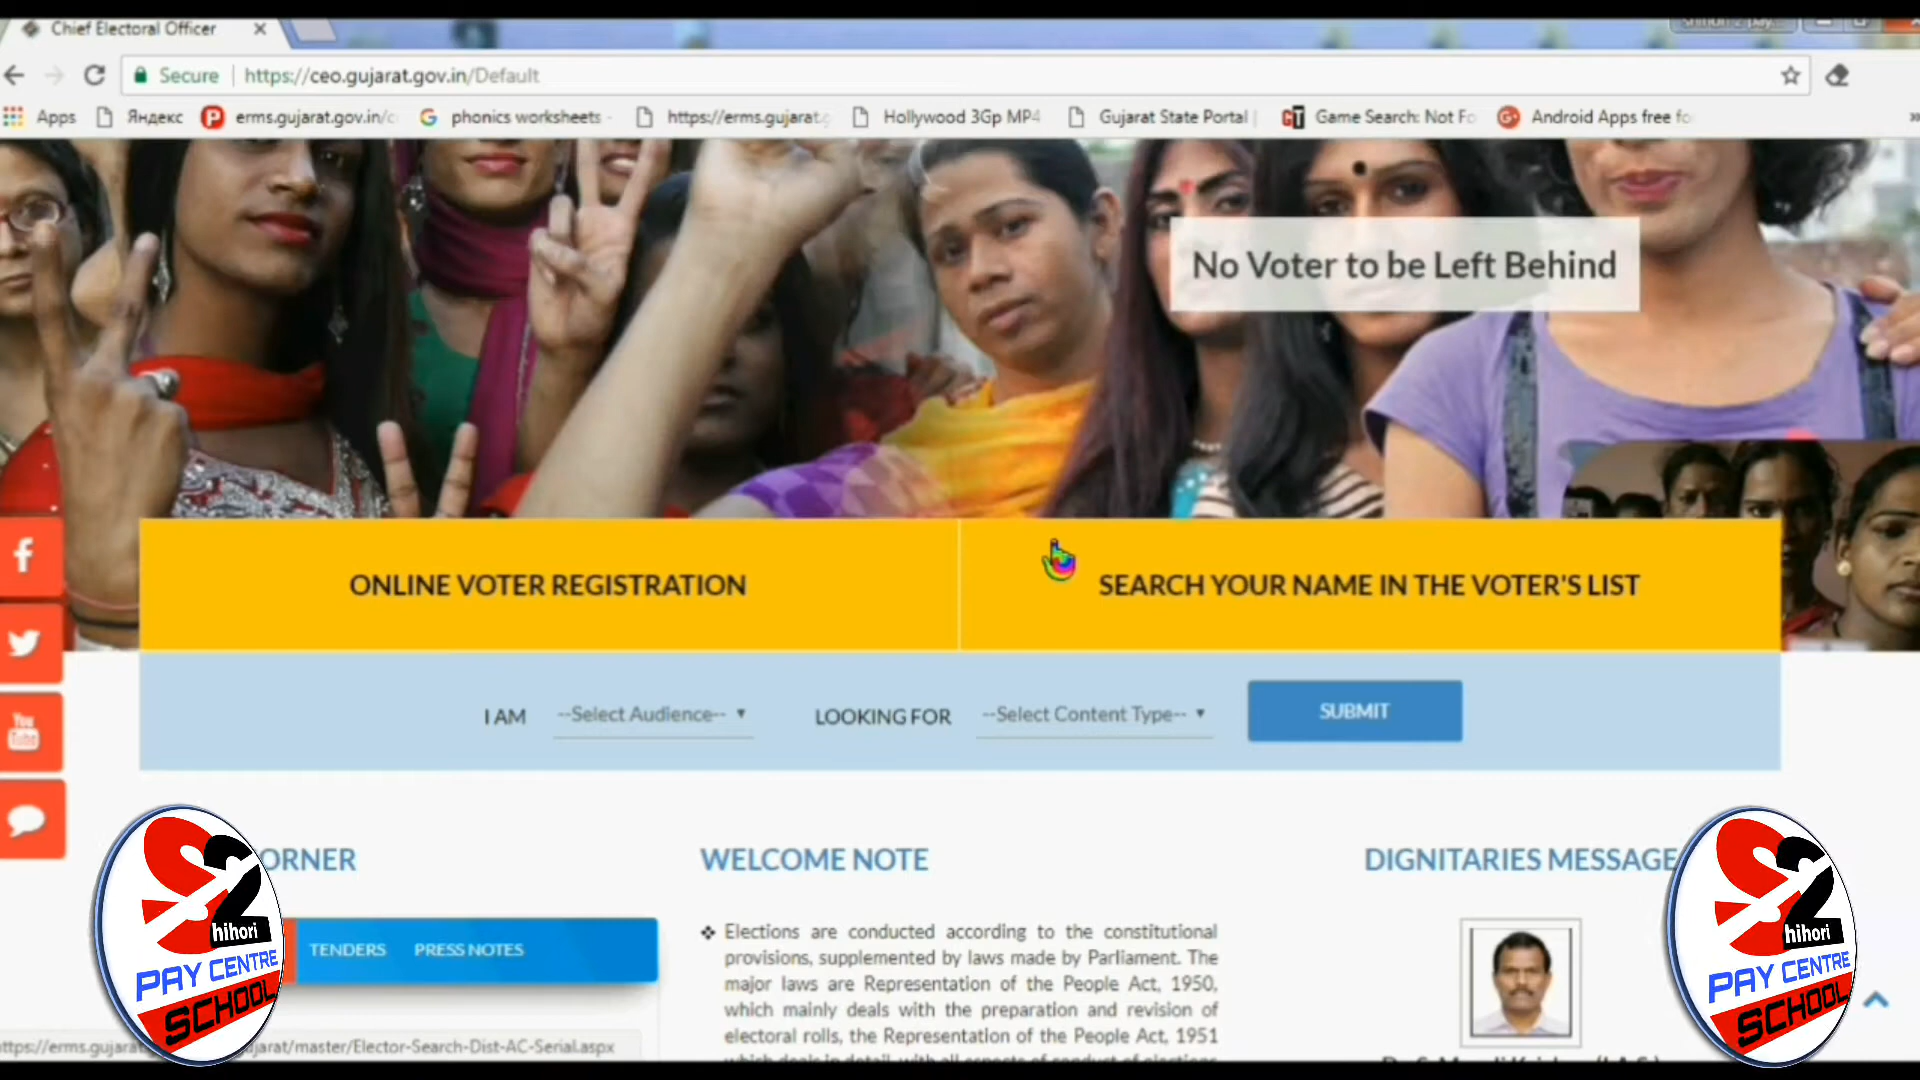 Chief Electoral Officer
Secure | https://ceo.gujarat.gov.in/Default
Apps Яндекс erms.gujarat.gov.in/c phonics worksheets - https://erms.gujarat.g Hollywood 3Gp MP4 Gujarat State Portal | Game Search: Not Fo Android Apps free fo »
No Voter to be Left Behind
ONLINE VOTER REGISTRATION
SEARCH YOUR NAME IN THE VOTER'S LIST
I AM --Select Audience-- LOOKING FOR --Select Content Type-- SUBMIT
You
Tube
ORNER
WELCOME NOTE
DIGNITARIES MESSAGE
TENDERS PRESS NOTES
❖ Elections are conducted according to the constitutional
provisions, supplemented by laws made by Parliament. The
major laws are Representation of the People Act, 1950,
which mainly deals with the preparation and revision of
electoral rolls, the Representation of the People Act, 1951
S2
hihori
PAY CENTRE
SCHOOL
S2
hihori
PAY CENTRE
SCHOOL
ttps://erms.gujarat
jarat/master/Elector-Search-Dist-AC-Serial.aspx